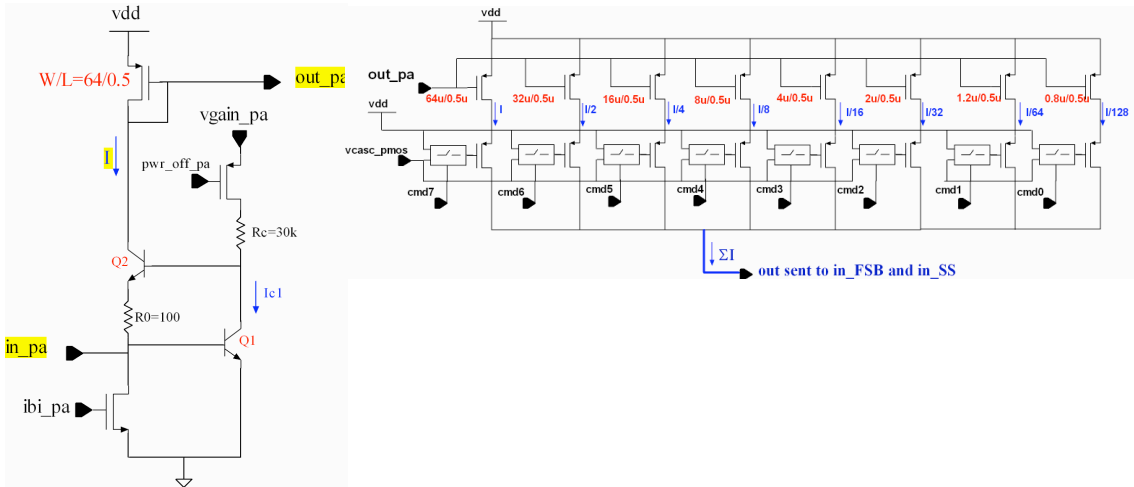 vdd
W/L=64/0.5
out_pa
vgain_pa
I
pwr_off_pa
Rc=30k
Q2
Ic1
R0=100
in_pa
Q1
ibi_pa
vdd
out_pa
64u/0.5u
32u/0.5u
16u/0.5u
8u/0.5u
4u/0.5u
2u/0.5u
1.2u/0.5u
0.8u/0.5u
I
I/2
I/4
I/8
I/16
I/32
I/64
I/128
vdd
vcasc_pmos
cmd7
cmd6
cmd5
cmd4
cmd3
cmd2
cmd1
cmd0
ΣI
out sent to in_FSB and in_SS